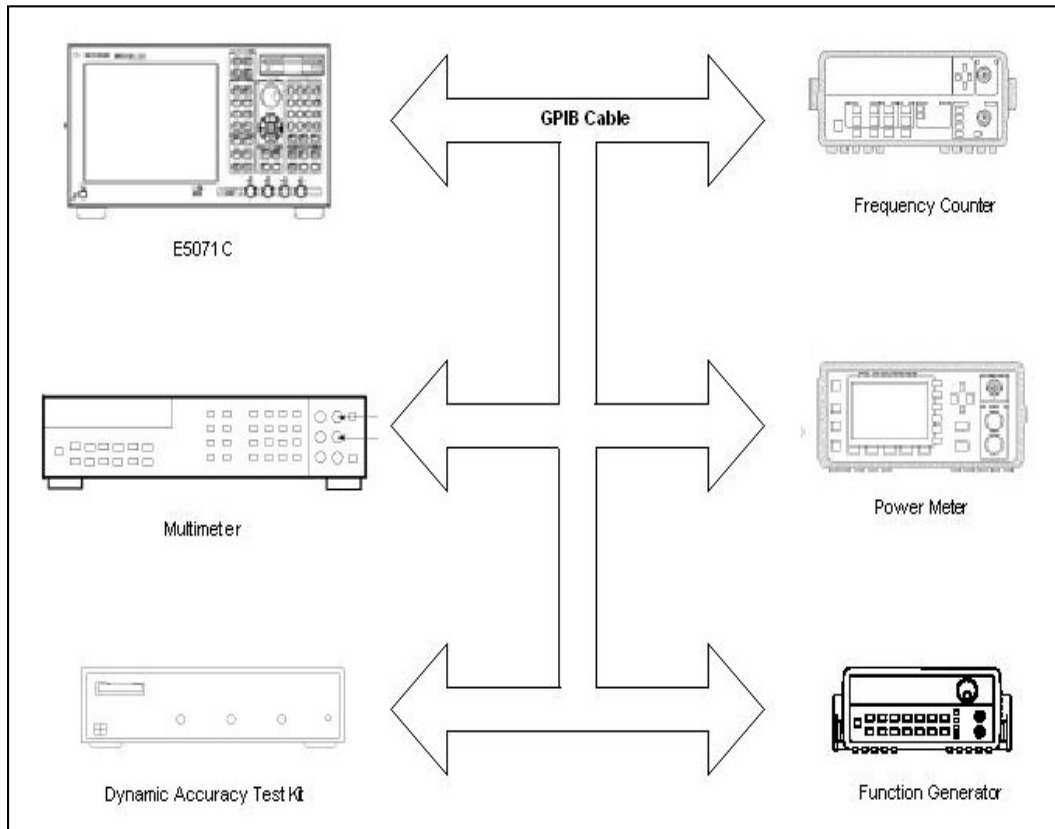 GPIB Cable
E5071C
Frequency Counter
Multimeter
Power Meter
Dynamic Accuracy Test Kit
Function Generator